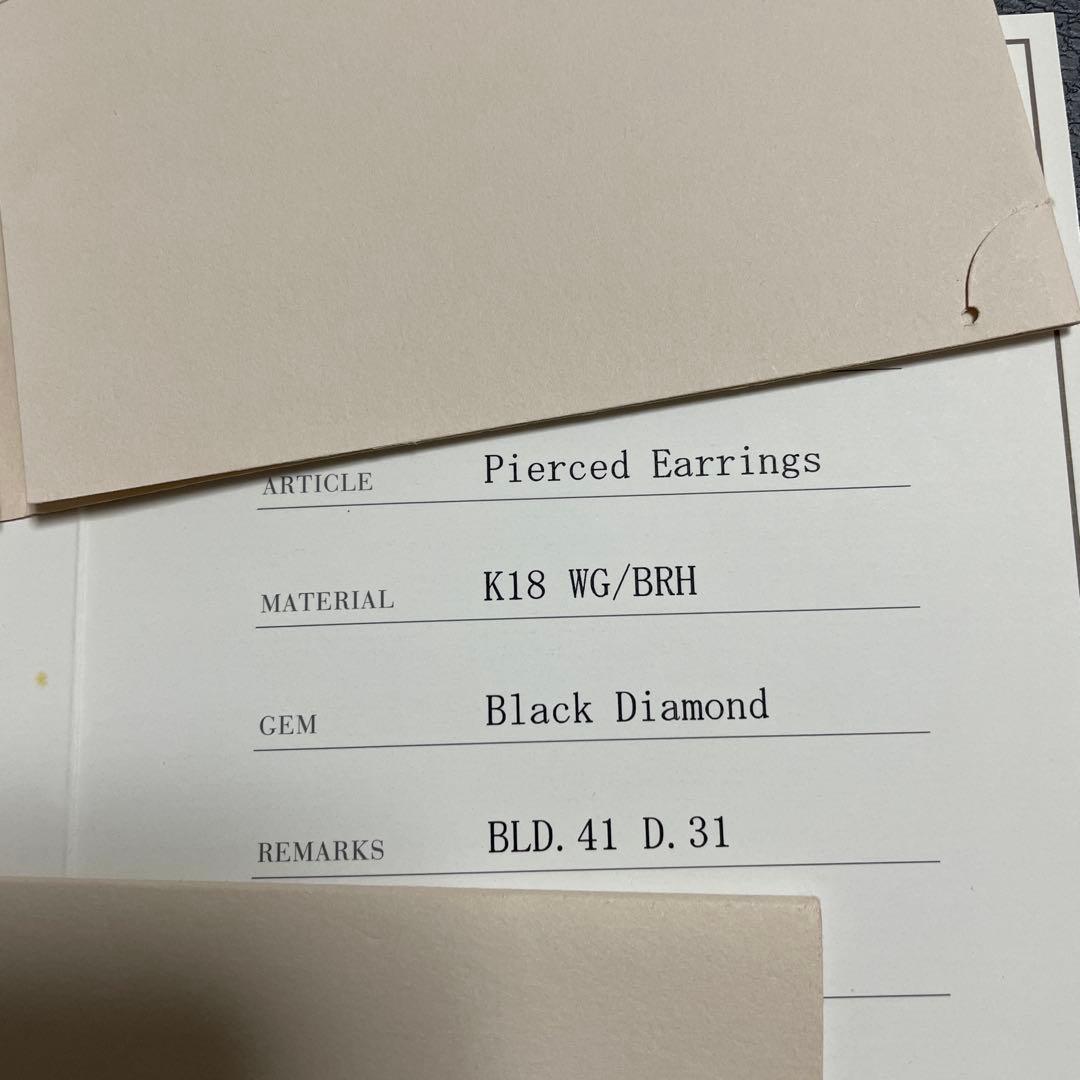 ARTICLE Pierced Earrings
MATERIAL K18 WG/BRH
GEM Black Diamond
REMARKS BLD.41 D.31